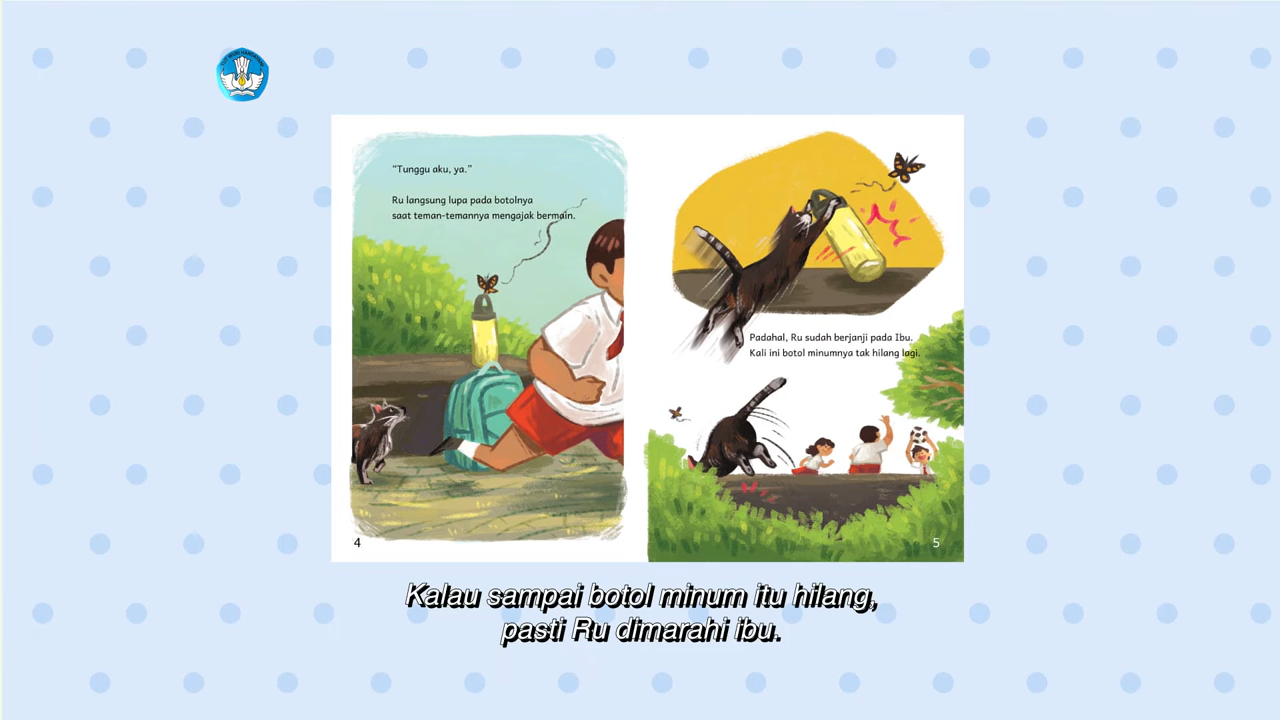 "Tunggu aku, ya."
Ru langsung lupa pada botolnya
saat teman-temannya mengajak bermain.
4
Padahal, Ru sudah berjanji pada Ibu.
Kali ini botol minumnya tak hilang lagi.
5
Kalau sampai botol minum itu hilang,
pasti Ru dimarahi ibu.